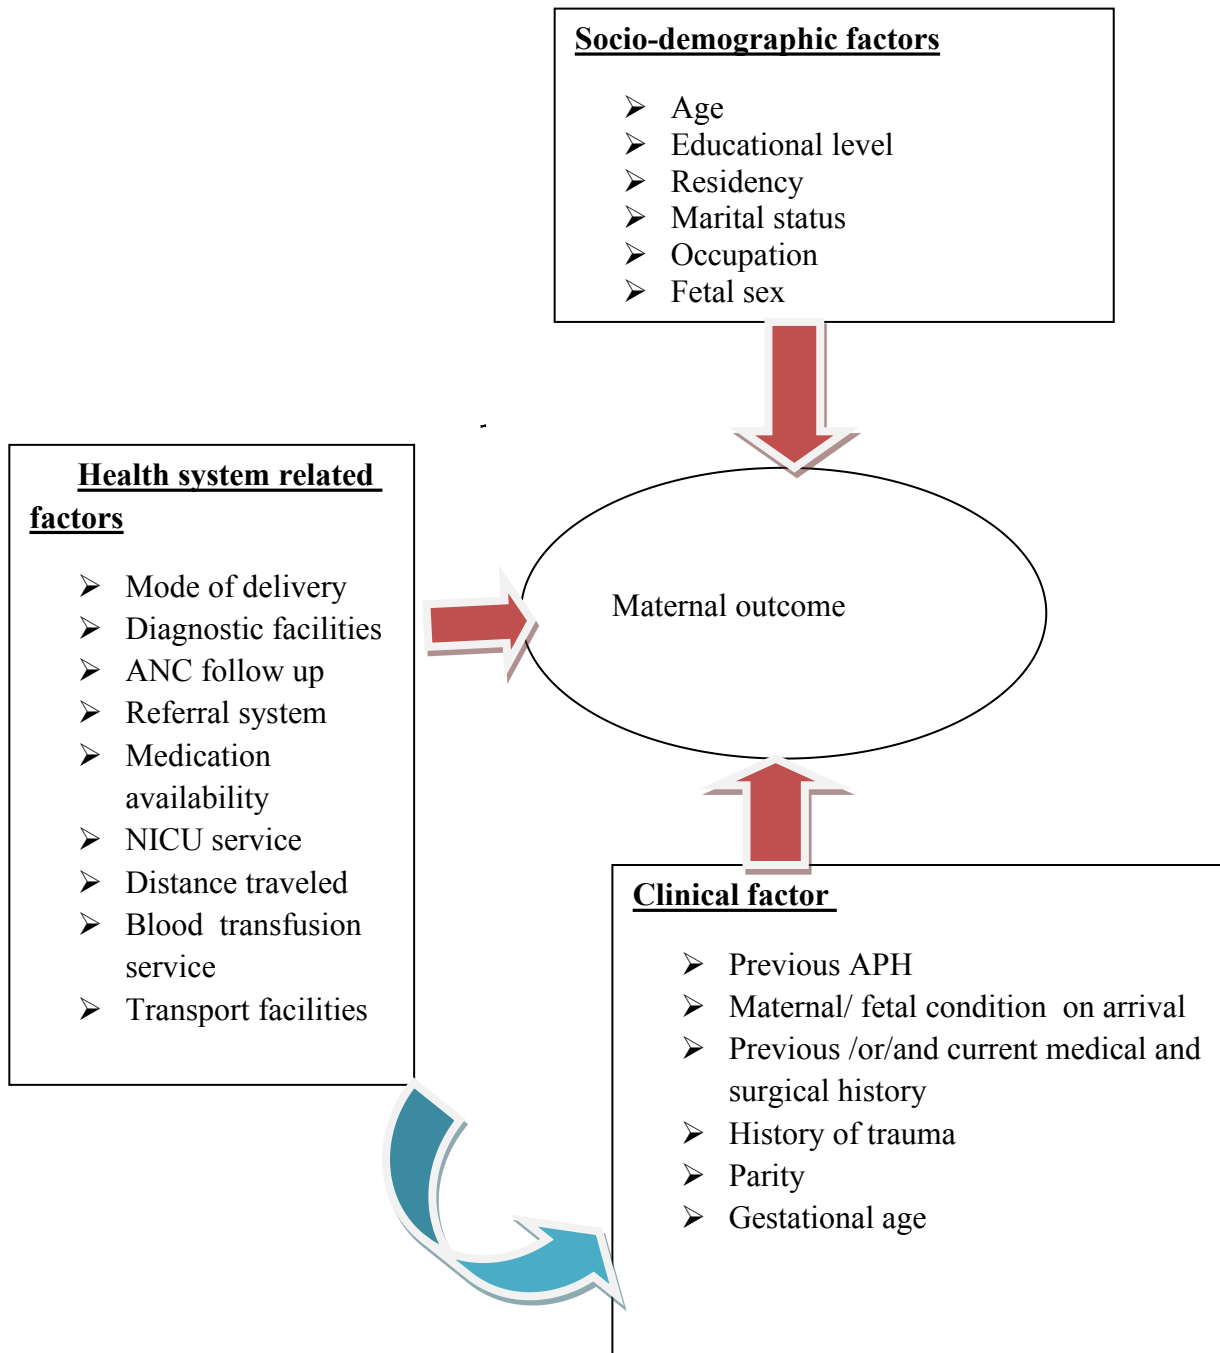 Socio-demographic factors
➢ Age
➢ Educational level
➢ Residency
➢ Marital status
➢ Occupation
➢ Fetal sex
Health system related
factors
➢ Mode of delivery
➢ Diagnostic facilities
➢ ANC follow up
➢ Referral system
➢ Medication
availability
➢ NICU service
➢ Distance traveled
➢ Blood transfusion
service
➢ Transport facilities
Maternal outcome
Clinical factor
➢ Previous APH
➢ Maternal/ fetal condition on arrival
➢ Previous /or/and current medical and
surgical history
➢ History of trauma
➢ Parity
➢ Gestational age